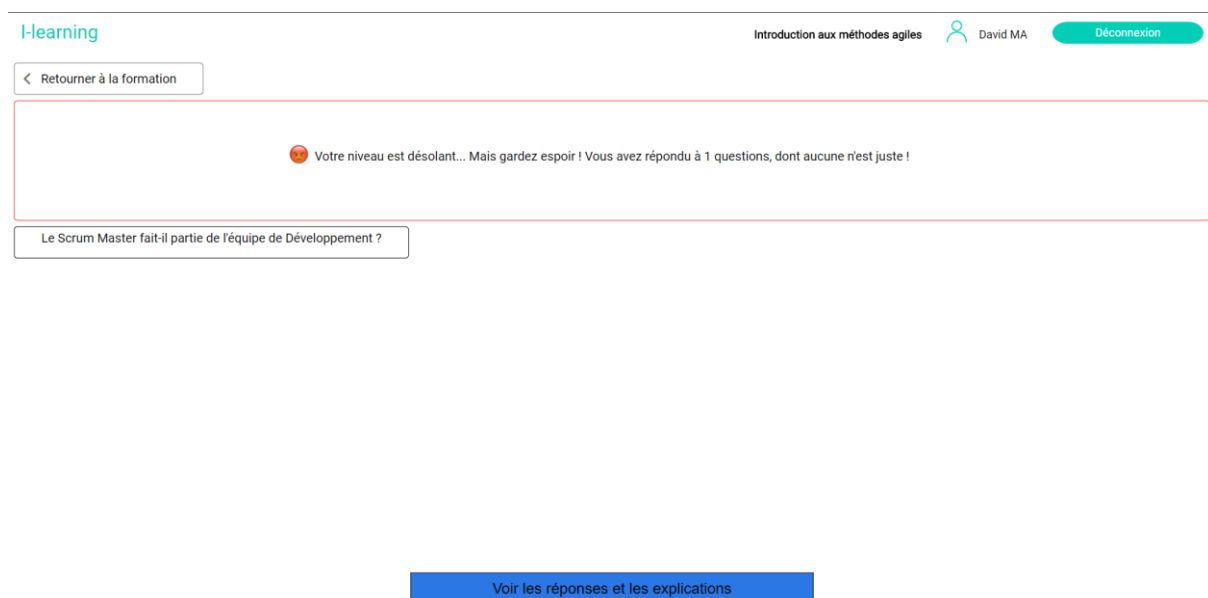 I-learning
Introduction aux méthodes agiles
David MA
Déconnexion
Retourner à la formation
Votre niveau est désolant... Mais gardez espoir ! Vous avez répondu à 1 questions, dont aucune n'est juste !
Le Scrum Master fait-il partie de l'équipe de Développement ?
Voir les réponses et les explications